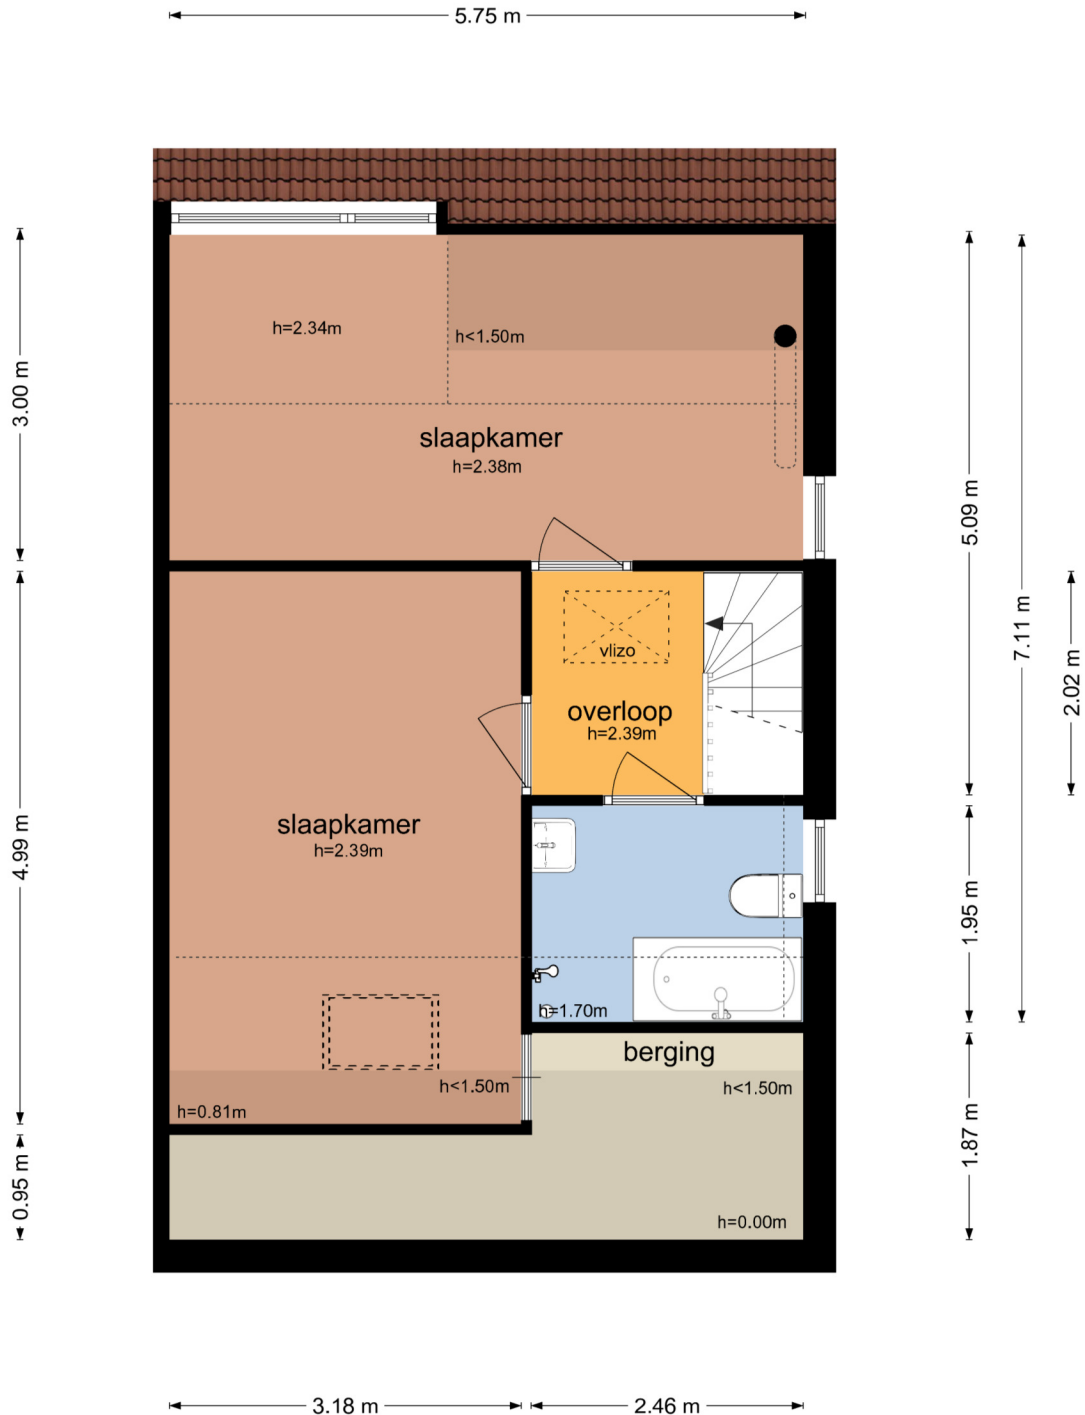 5.75 m
h=2.34m
h<1.50m
3.00 m
slaapkamer
h=2.38m
5.09 m
7.11 m
2.02 m
vlizo
overloop
h=2.39m
slaapkamer
h=2.39m
4.99 m
1.95 m
h=1.70m
berging
h<1.50m
h<1.50m
h=0.81m
1.87 m
0.95 m
h=0.00m
3.18 m
2.46 m